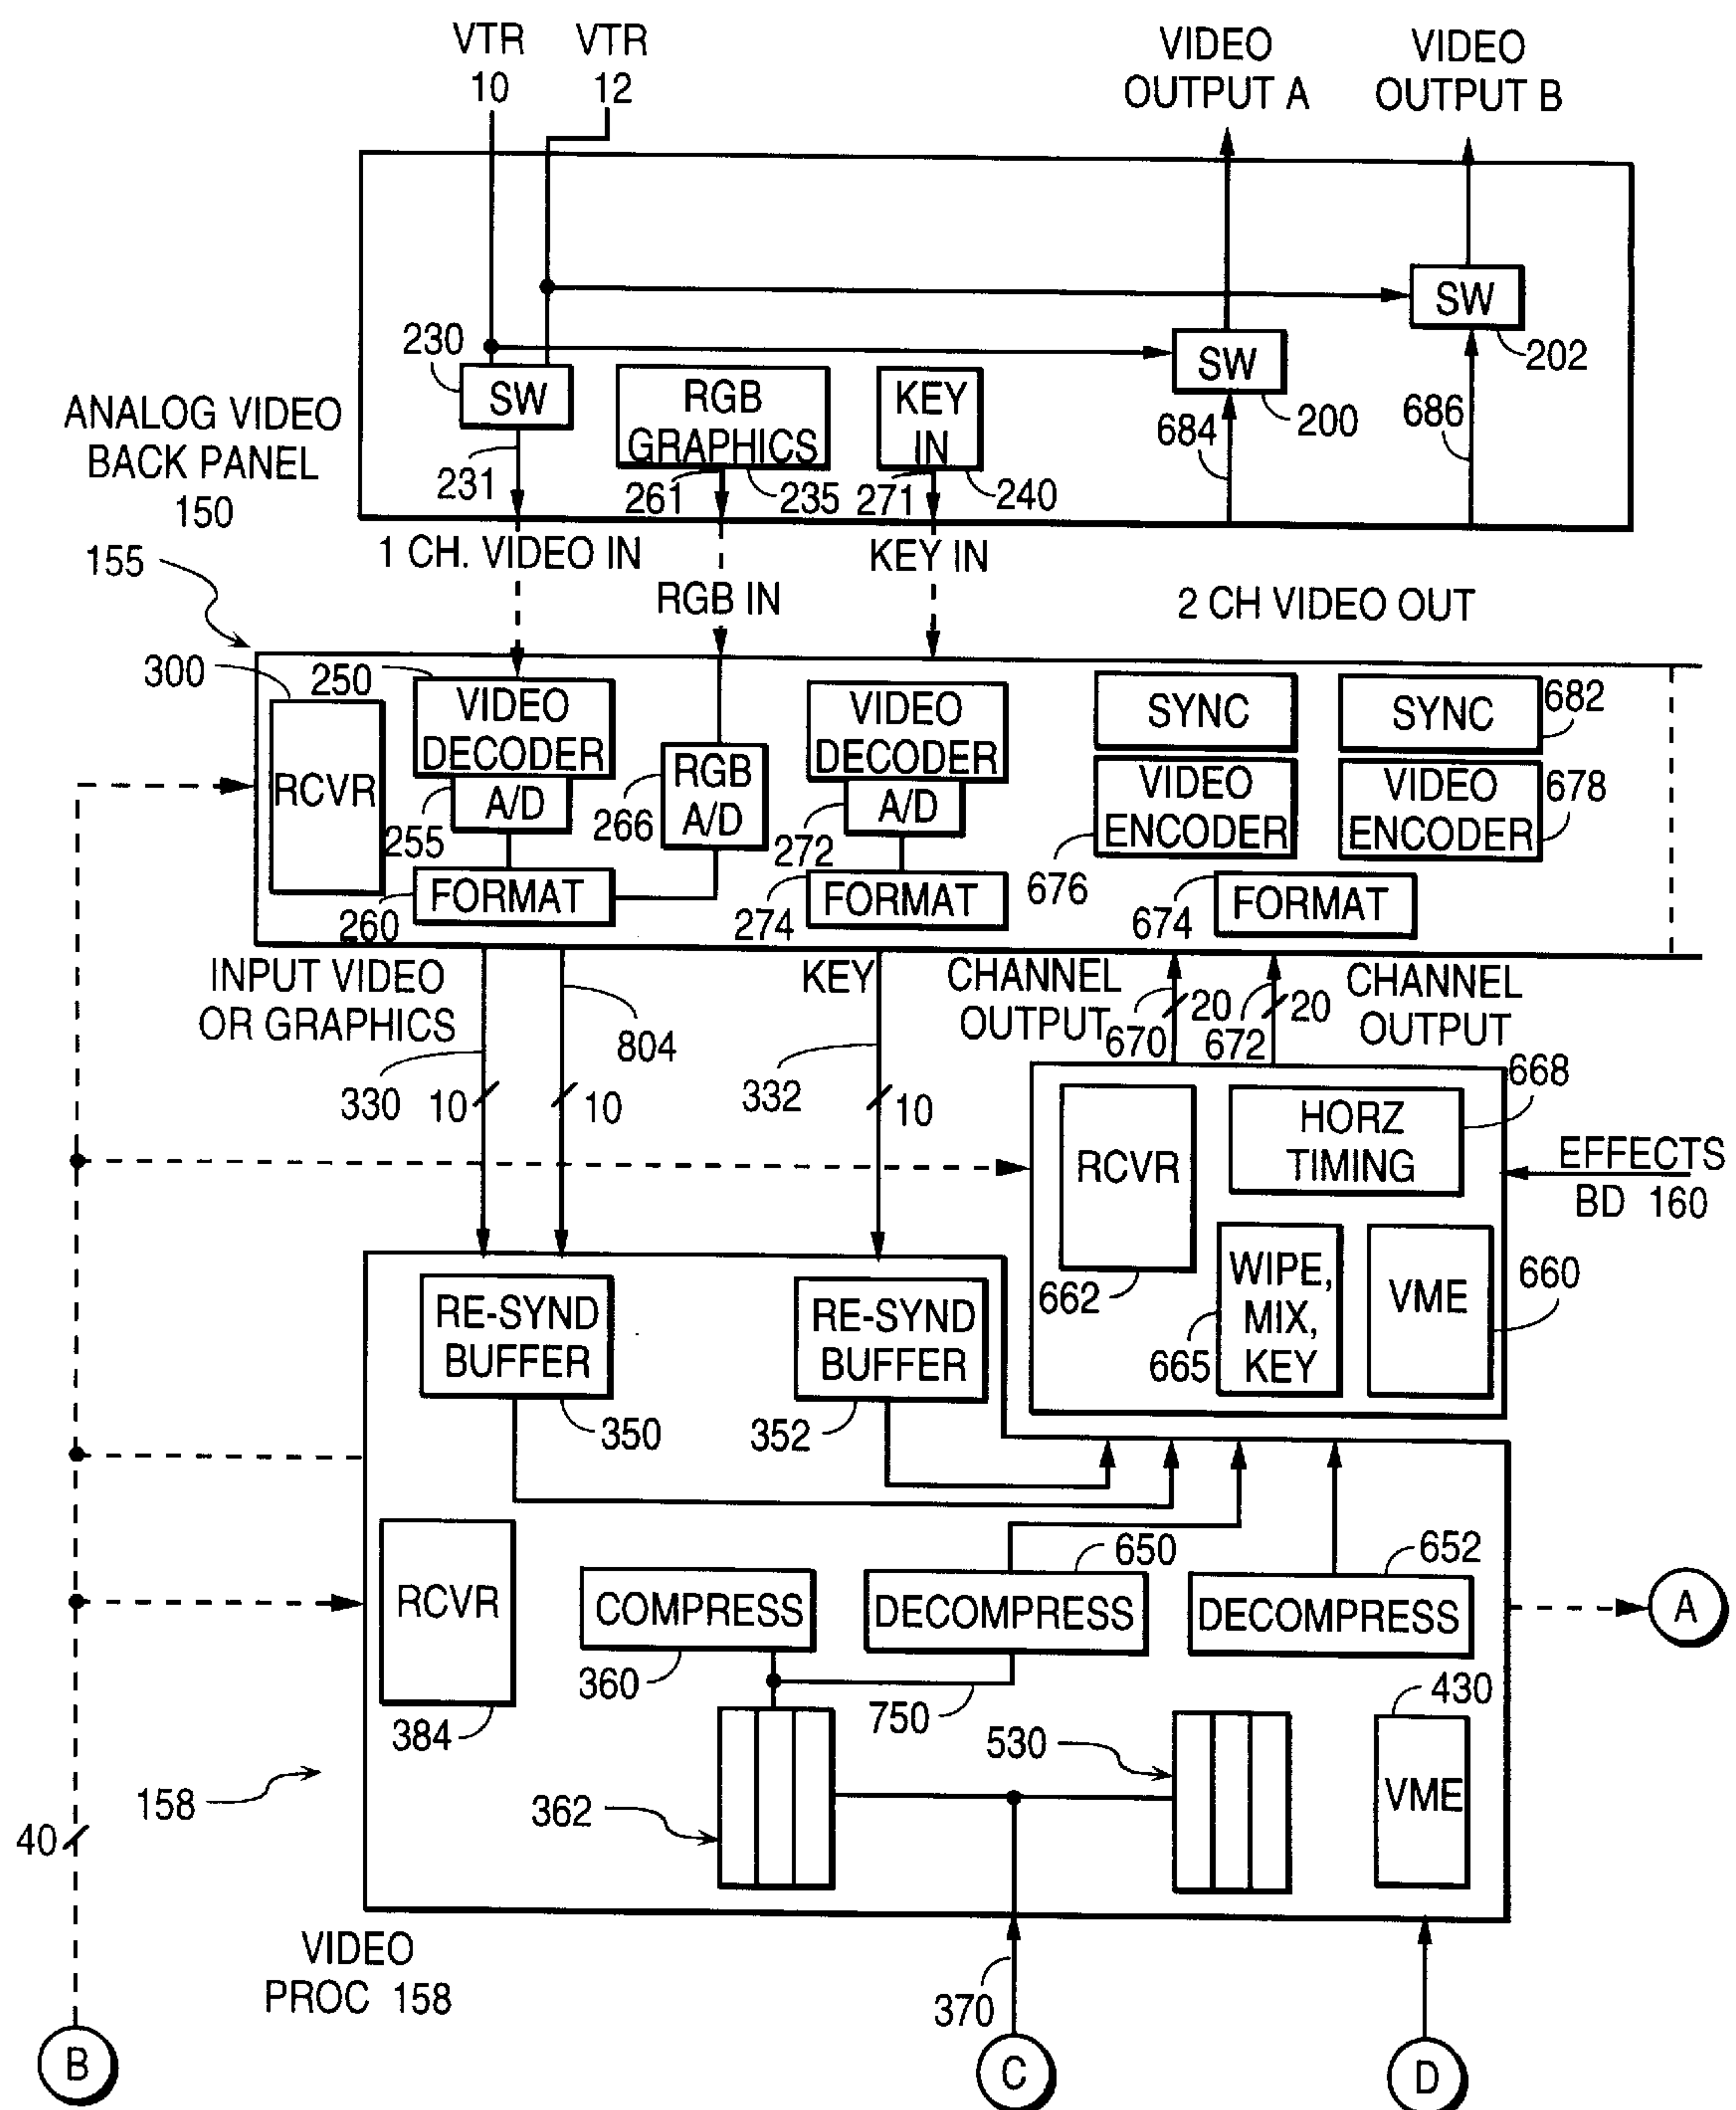 VTR
10
VTR
12
VIDEO
OUTPUT A
VIDEO
OUTPUT B
230
SW
RGB
GRAPHICS
KEY
IN
SW
SW
202
200
684
686
ANALOG VIDEO
BACK PANEL
150
231
261
235
271
240
1 CH. VIDEO IN
RGB IN
KEY IN
2 CH VIDEO OUT
155
300
250
RCVR
VIDEO
DECODER
A/D
255
FORMAT
260
RGB
A/D
266
VIDEO
DECODER
A/D
272
FORMAT
274
SYNC
VIDEO
ENCODER
676
SYNC
682
VIDEO
ENCODER
678
FORMAT
674
INPUT VIDEO
OR GRAPHICS
330
10
10
804
KEY
332
10
CHANNEL
OUTPUT
670
20
672
20
CHANNEL
OUTPUT
668
RCVR
662
HORZ
TIMING
WIPE,
MIX,
KEY
665
VME
660
EFFECTS
BD 160
RE-SYND
BUFFER
350
RE-SYND
BUFFER
352
RCVR
384
COMPRESS
360
DECOMPRESS
650
DECOMPRESS
652
A
750
362
530
430
VME
158
40
VIDEO
PROC 158
370
B
C
D